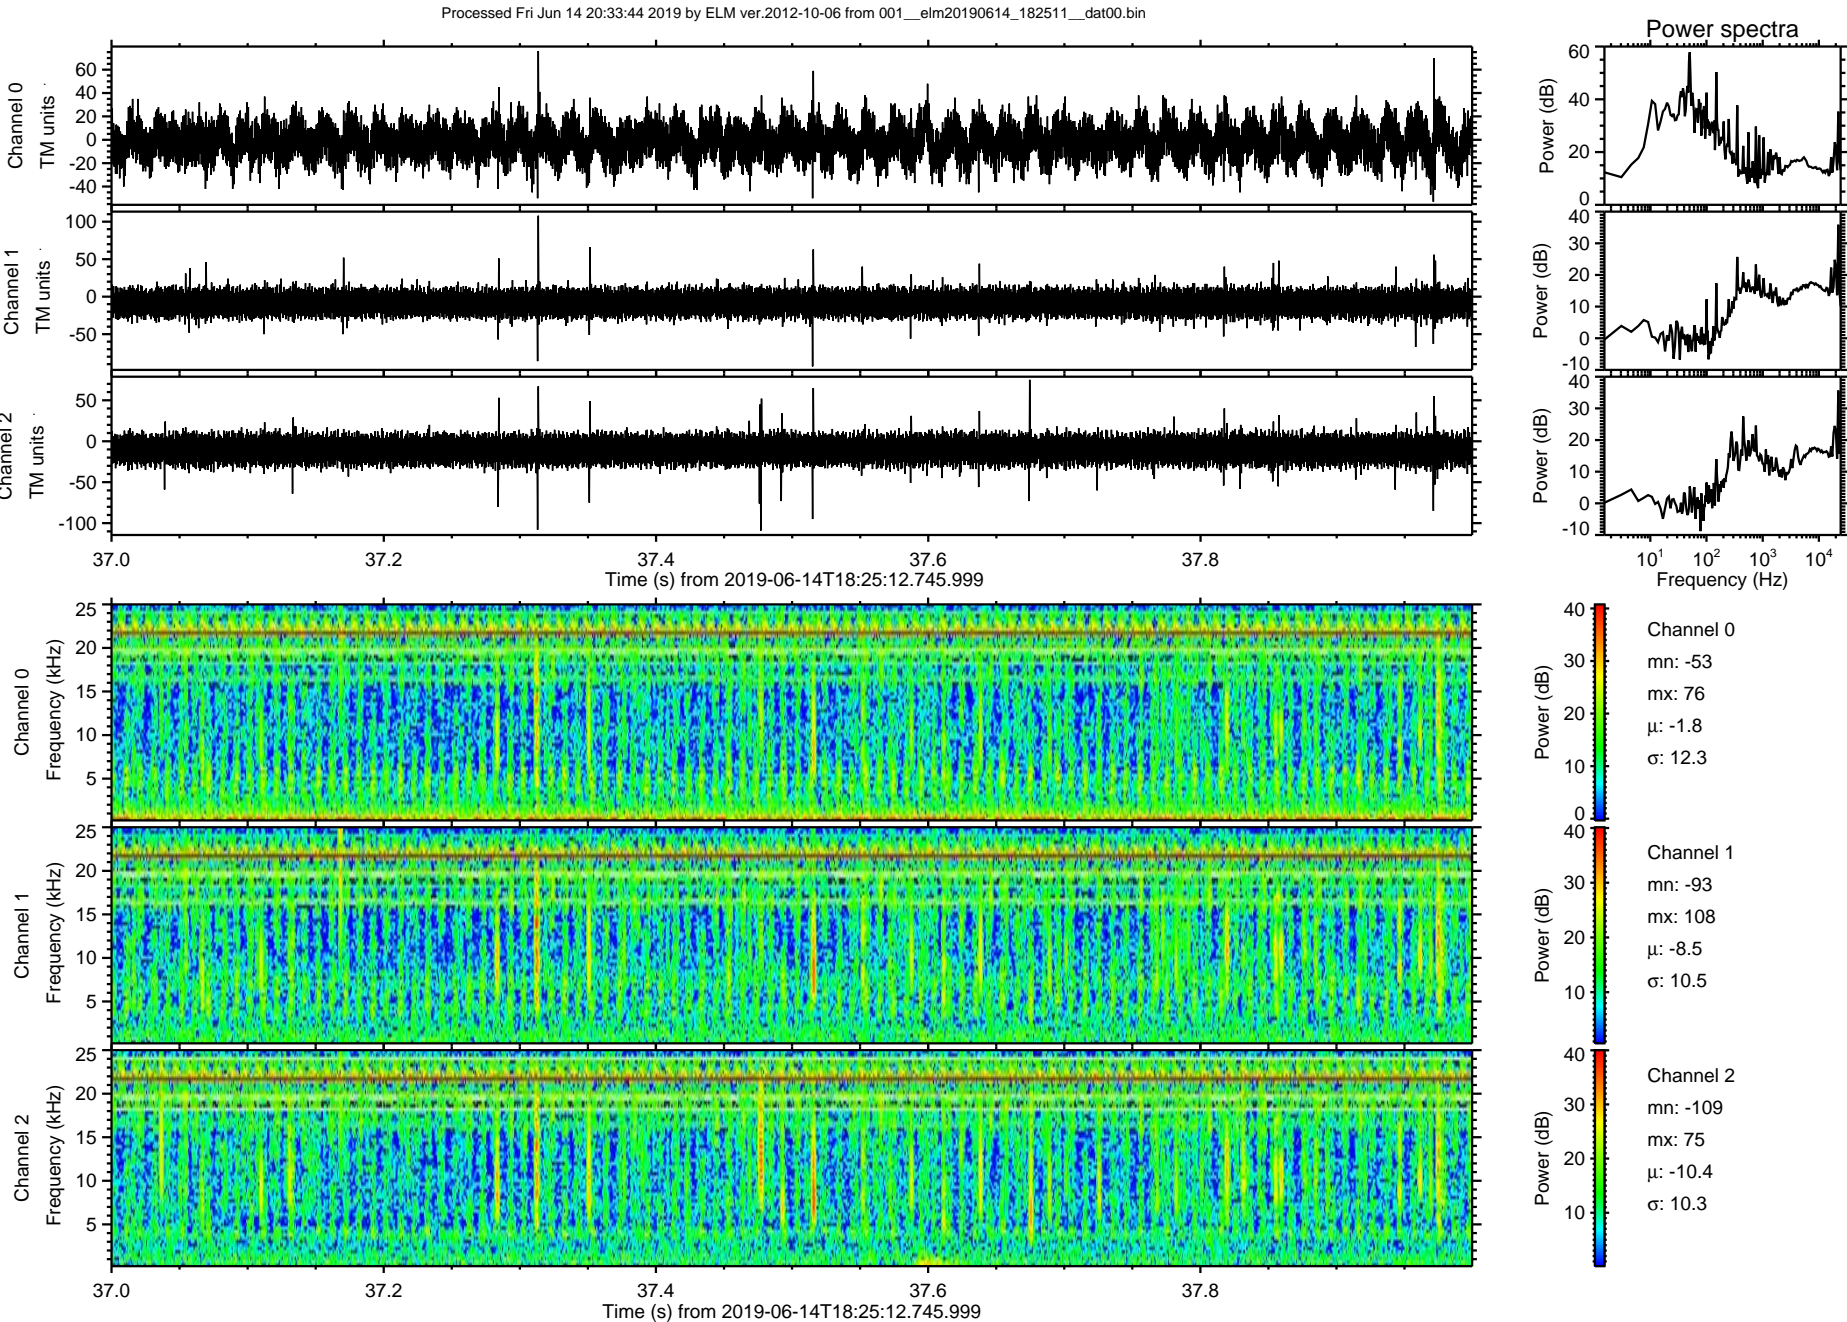 Processed Fri Jun 14 20:33:44 2019 by ELM ver.2012-10-06 from 001__elm20190614_182511__dat00.bin
Power spectra
Channel 0
TM units
60
40
20
0
-20
-40
Power (dB)
60
40
20
0
Channel 1
TM units
100
50
0
-50
Power (dB)
40
30
20
10
0
-10
Channel 2
TM units
50
0
-50
-100
Power (dB)
40
30
20
10
0
-10
37.0 37.2 37.4 37.6 37.8
Time (s) from 2019-06-14T18:25:12.745.999
10^1 10^2 10^3 10^4
Frequency (Hz)
Channel 0
Frequency (kHz)
25
20
15
10
5
Power (dB)
40
30
20
10
0
Channel 0
mn: -53
mx: 76
μ: -1.8
σ: 12.3
Channel 1
Frequency (kHz)
25
20
15
10
5
Power (dB)
40
30
20
10
Channel 1
mn: -93
mx: 108
μ: -8.5
σ: 10.5
Channel 2
Frequency (kHz)
25
20
15
10
5
Power (dB)
40
30
20
10
Channel 2
mn: -109
mx: 75
μ: -10.4
σ: 10.3
37.0 37.2 37.4 37.6 37.8
Time (s) from 2019-06-14T18:25:12.745.999